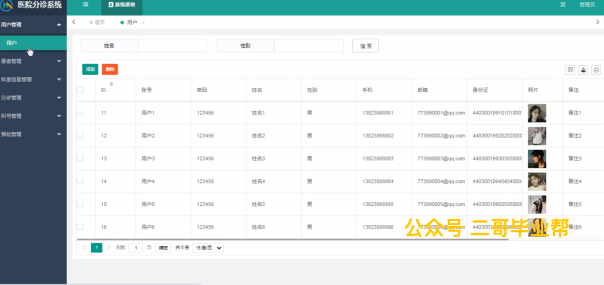 医院分诊系统
系统菜单
管理员
用户管理
用户
患者管理
科室信息管理
分诊管理
叫号管理
预检管理
首页
用户
姓名
性别
搜索
添加
删除
ID 账号 密码 姓名 性别 手机 邮箱 身份证 照片 备注
11 用户1 123456 姓名1 男 13823888881 773890001@qq.com 备注1
12 用户2 123456 姓名2 男 13823888882 773890002@qq.com 备注2
13 用户3 123456 姓名3 男 13823888883 773890003@qq.com 备注3
14 用户4 123456 姓名4 男 13823888884 773890004@qq.com 备注4
15 用户5 123456 姓名5 男 13823888885 773890005@qq.com 备注5
16 用户6 123456 姓名6 男 13823888886 773890006@qq.com 备注6
公众号 二哥毕业帮
1 到第 1 页 确定 共 6 条